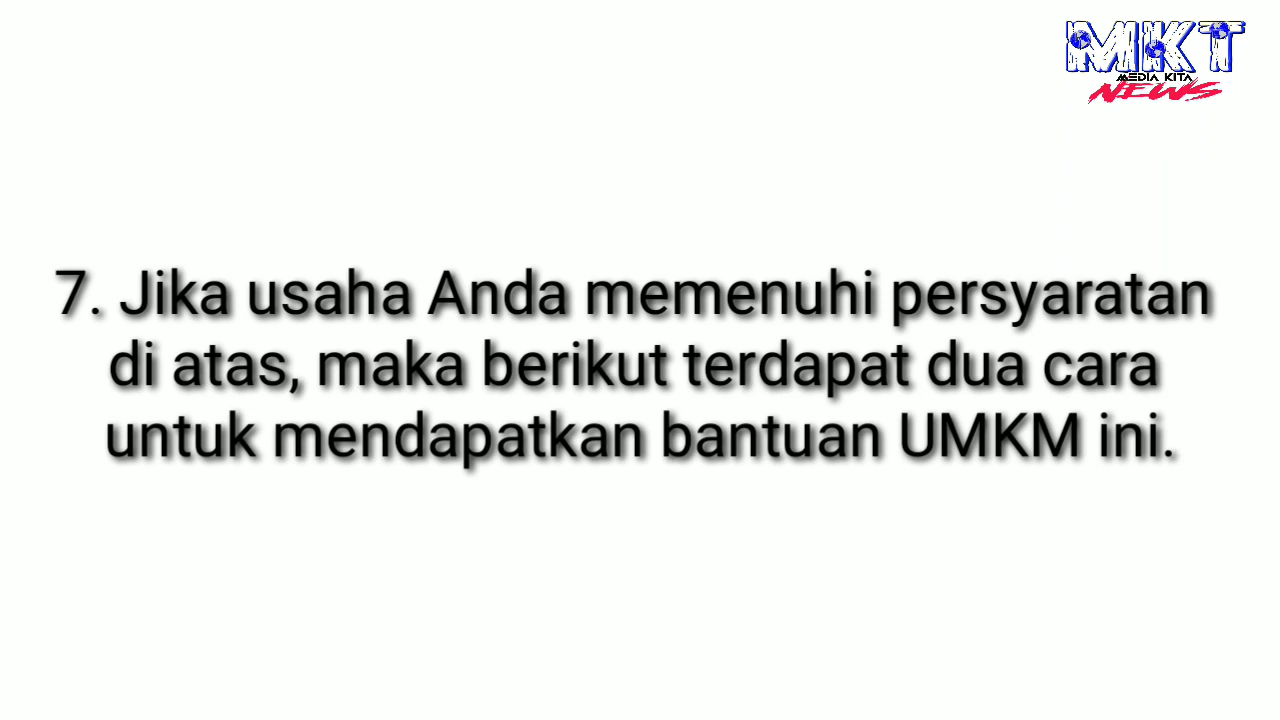 MKT
MEDIA KITA
NEWS
7. Jika usaha Anda memenuhi persyaratan
di atas, maka berikut terdapat dua cara
untuk mendapatkan bantuan UMKM ini.